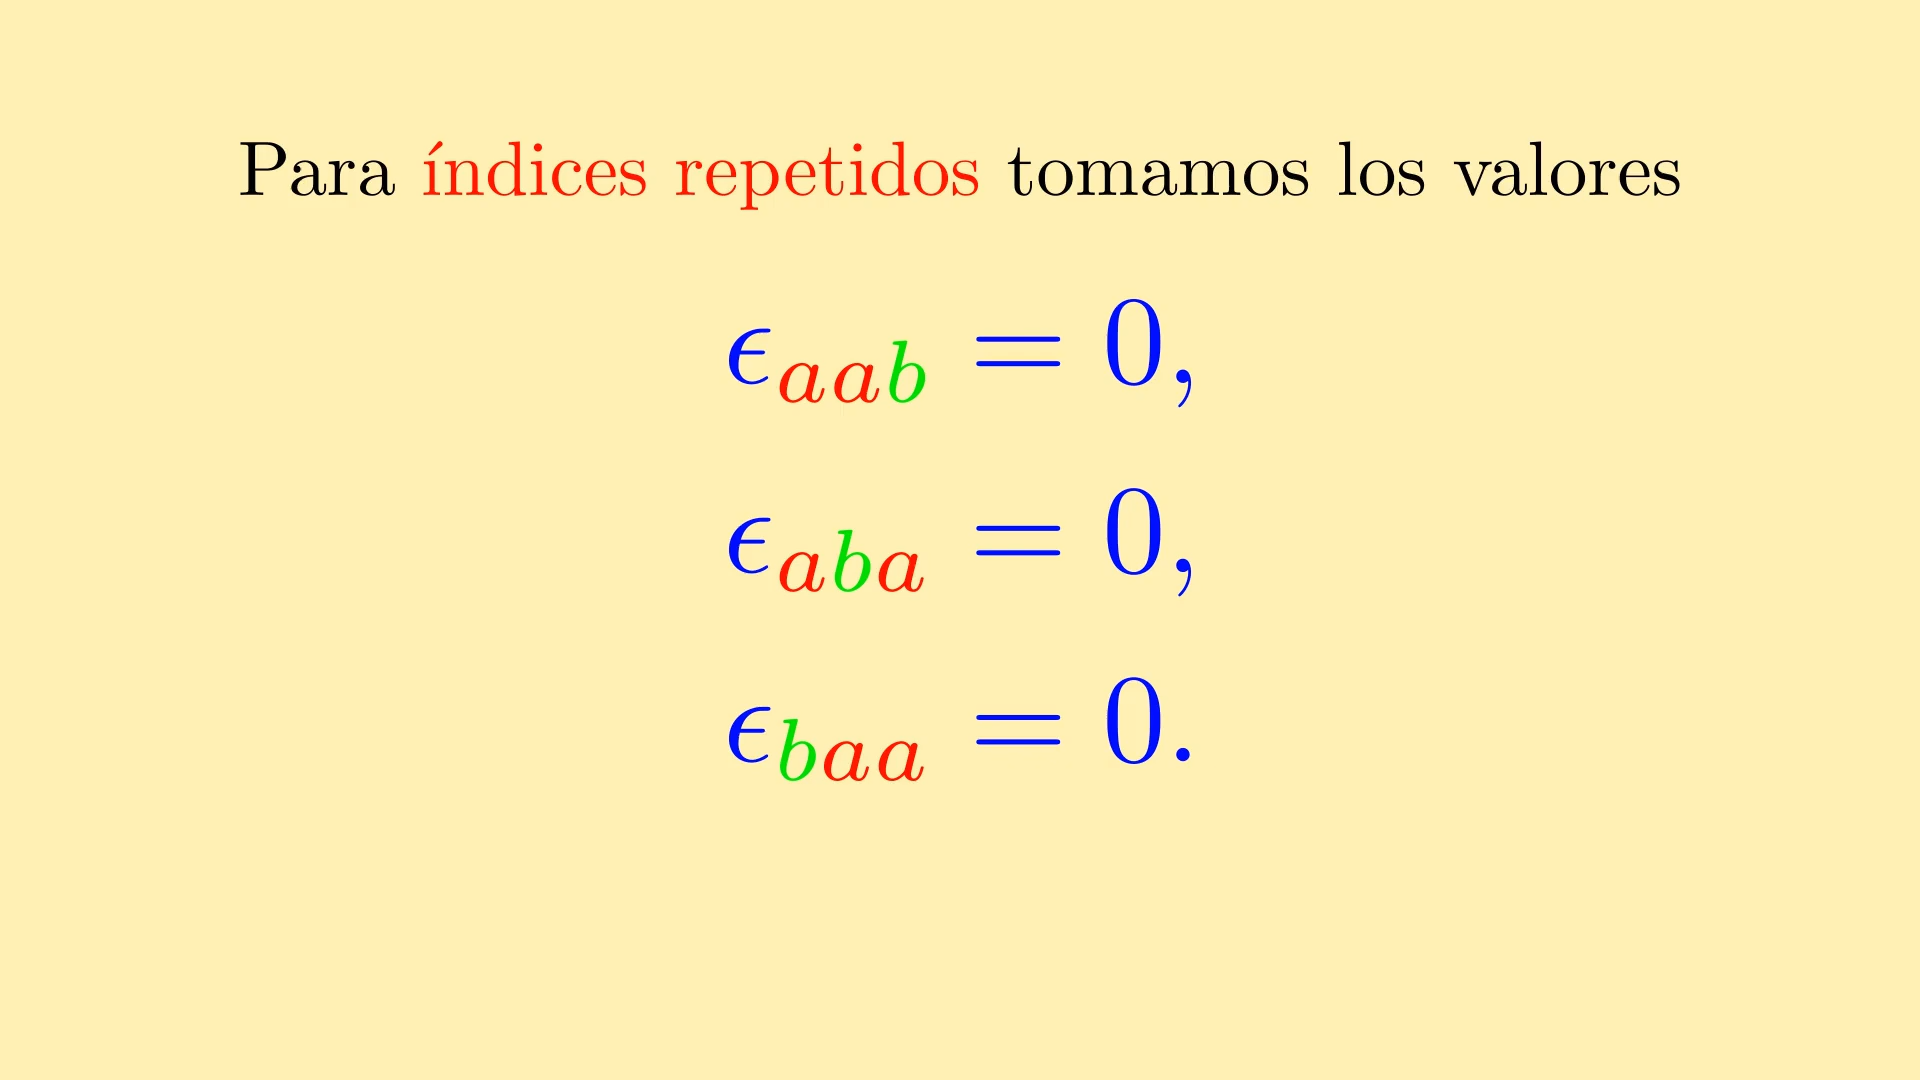 Para índices repetidos tomamos los valores
ϵ_{aab} = 0,
ϵ_{aba} = 0,
ϵ_{baa} = 0.